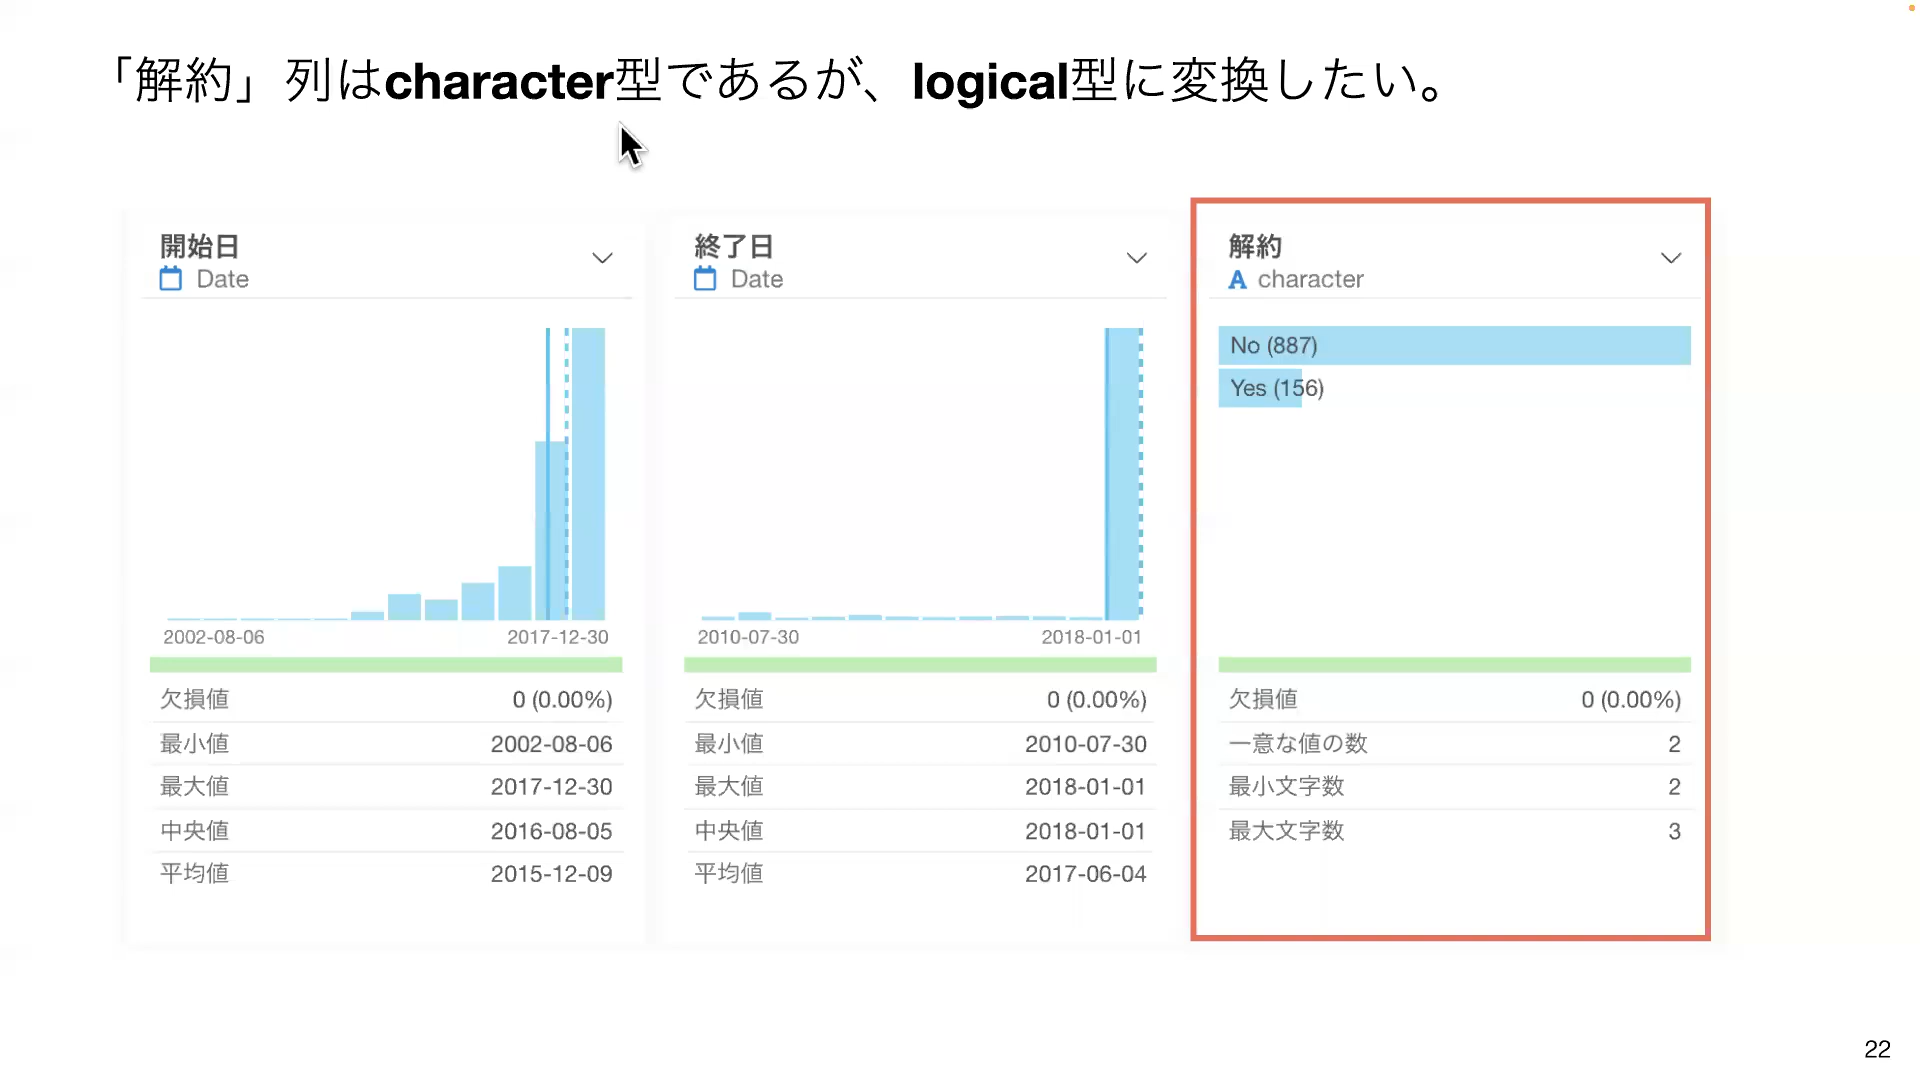 「解約」列はcharacter型であるが、logical型に変換したい。
開始日
Date
2002-08-06 2017-12-30
欠損値 0 (0.00%)
最小値 2002-08-06
最大値 2017-12-30
中央値 2016-08-05
平均値 2015-12-09
終了日
Date
2010-07-30 2018-01-01
欠損値 0 (0.00%)
最小値 2010-07-30
最大値 2018-01-01
中央値 2018-01-01
平均値 2017-06-04
解約
A character
No (887)
Yes (156)
欠損値 0 (0.00%)
一意な値の数 2
最小文字数 2
最大文字数 3
22